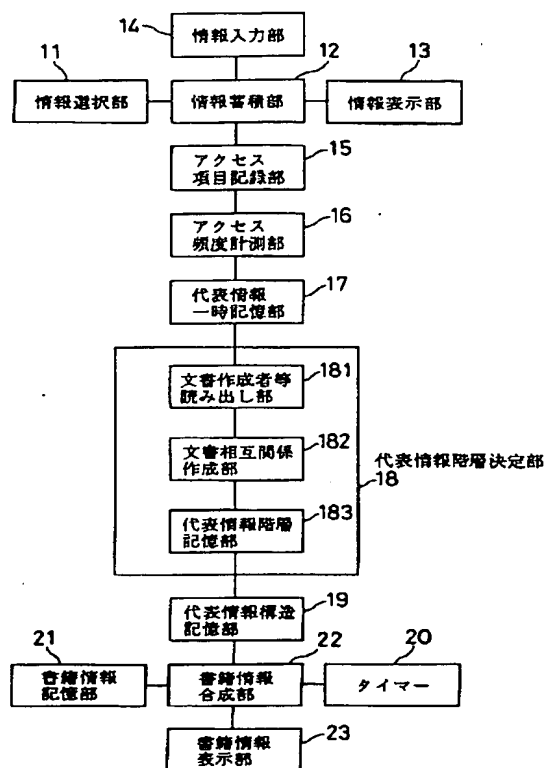 14
情報入力部
11
12
13
情報選択部
情報蓄積部
情報表示部
15
アクセス
項目記録部
16
アクセス
頻度計測部
17
代表情報
一時記憶部
181
文書作成者等
読み出し部
182
文書相互関係
作成部
183
代表情報階層
記憶部
代表情報階層決定部
18
19
代表情報構造
記憶部
21
22
20
書籍情報
記憶部
書籍情報
合成部
タイマー
23
書籍情報
表示部